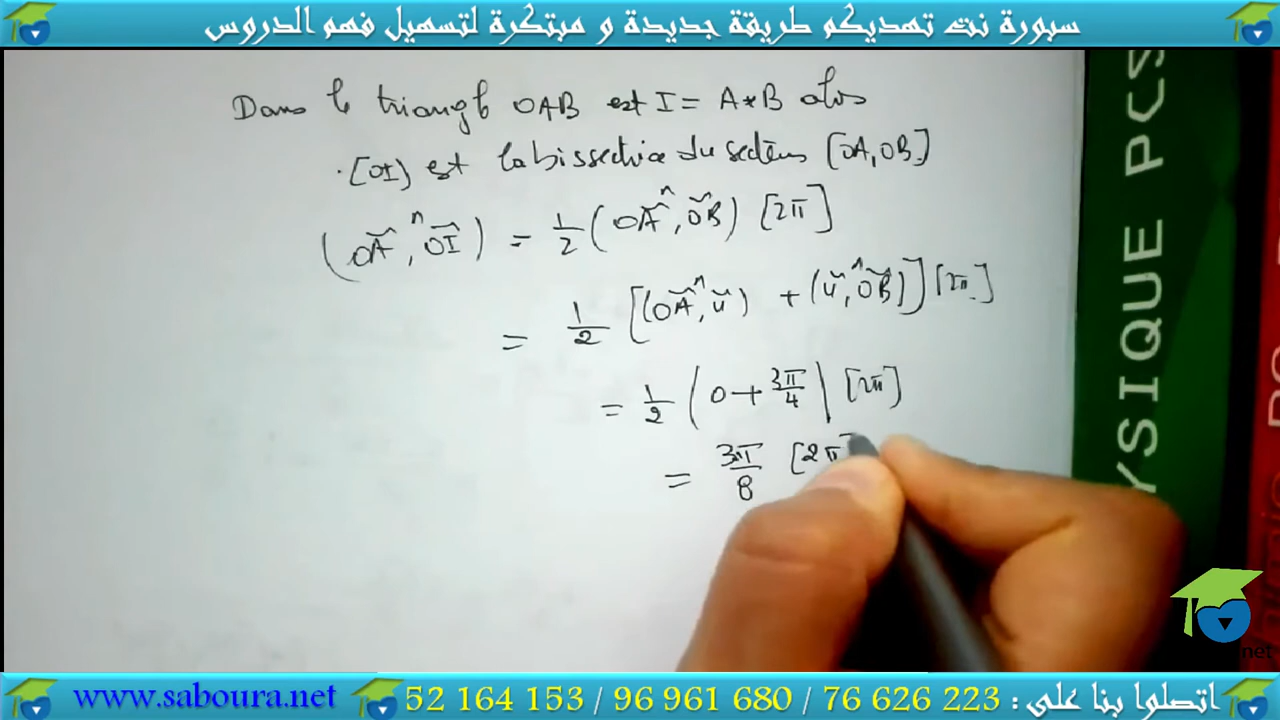 سبورة نت تهديكم طريقة جديدة و مبتكرة لتسهيل فهم الدروس
Dans le triangle OAB est I = A*B alors
. [OI) est la bissectrice du secteurs [OA, OB]
(OA^, OI) = 1/2 (OA^, OB) [2π]
= 1/2 [(OA^, u) + (u^, OB)] [2π]
= 1/2 (0 + 3π/4) [2π]
= 3π/8 [2π]
YSIQUE PCS
www.saboura.net 52 164 153 / 96 961 680 / 76 626 223 : اتصلوا بنا على